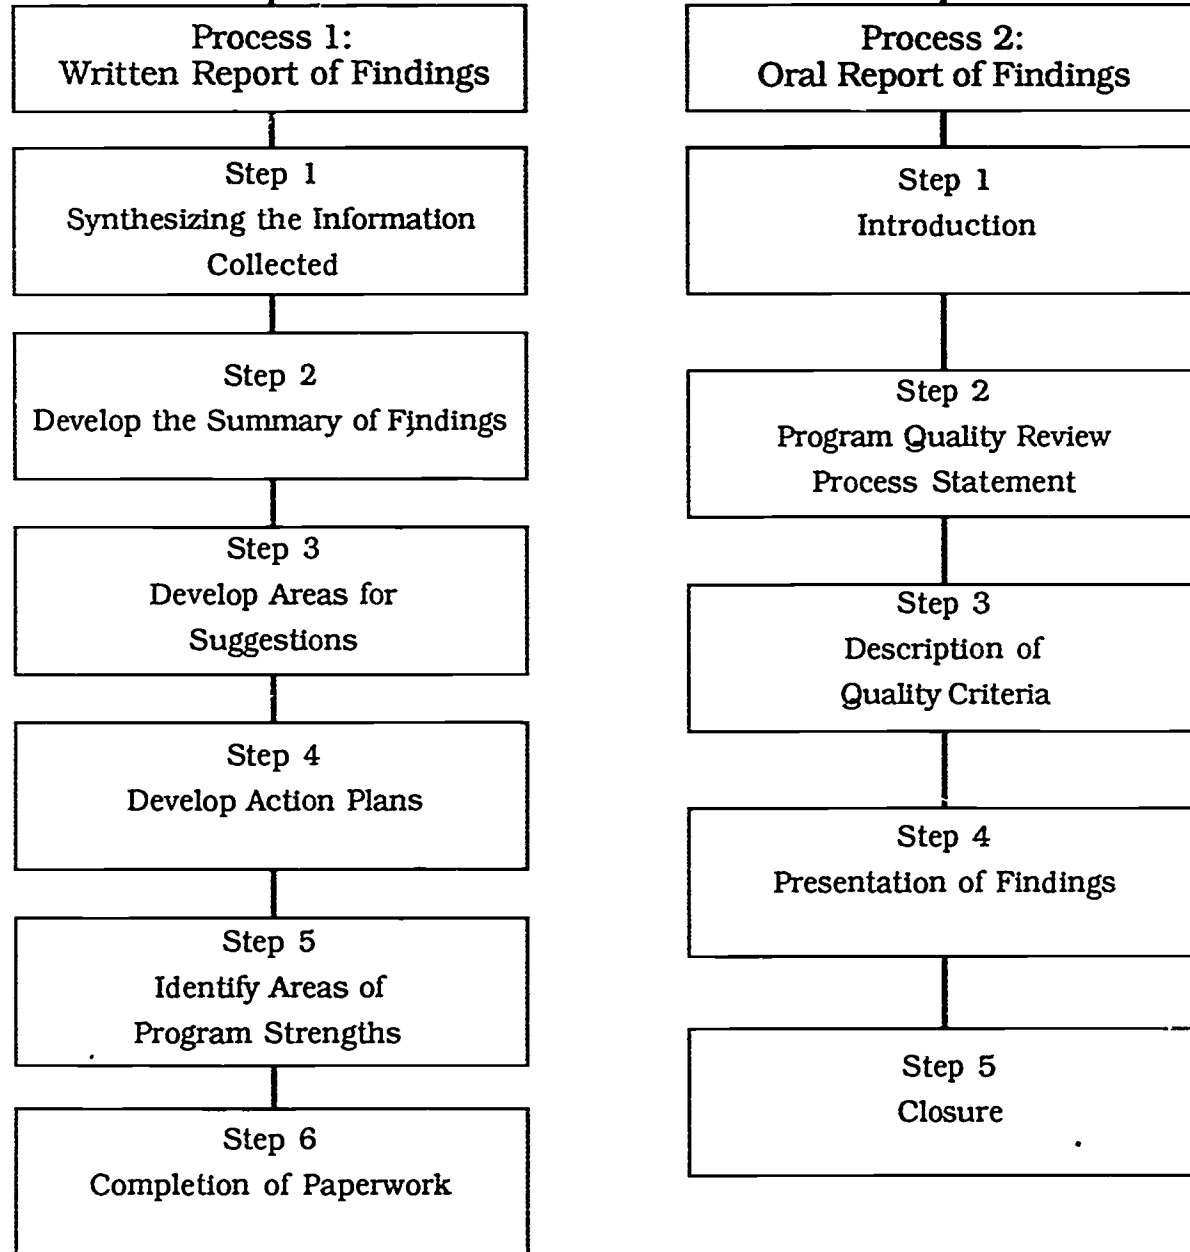 Process 1:
Written Report of Findings
Step 1
Synthesizing the Information
Collected
Step 2
Develop the Summary of Findings
Step 3
Develop Areas for
Suggestions
Step 4
Develop Action Plans
Step 5
Identify Areas of
Program Strengths
Step 6
Completion of Paperwork
Process 2:
Oral Report of Findings
Step 1
Introduction
Step 2
Program Quality Review
Process Statement
Step 3
Description of
Quality Criteria
Step 4
Presentation of Findings
Step 5
Closure